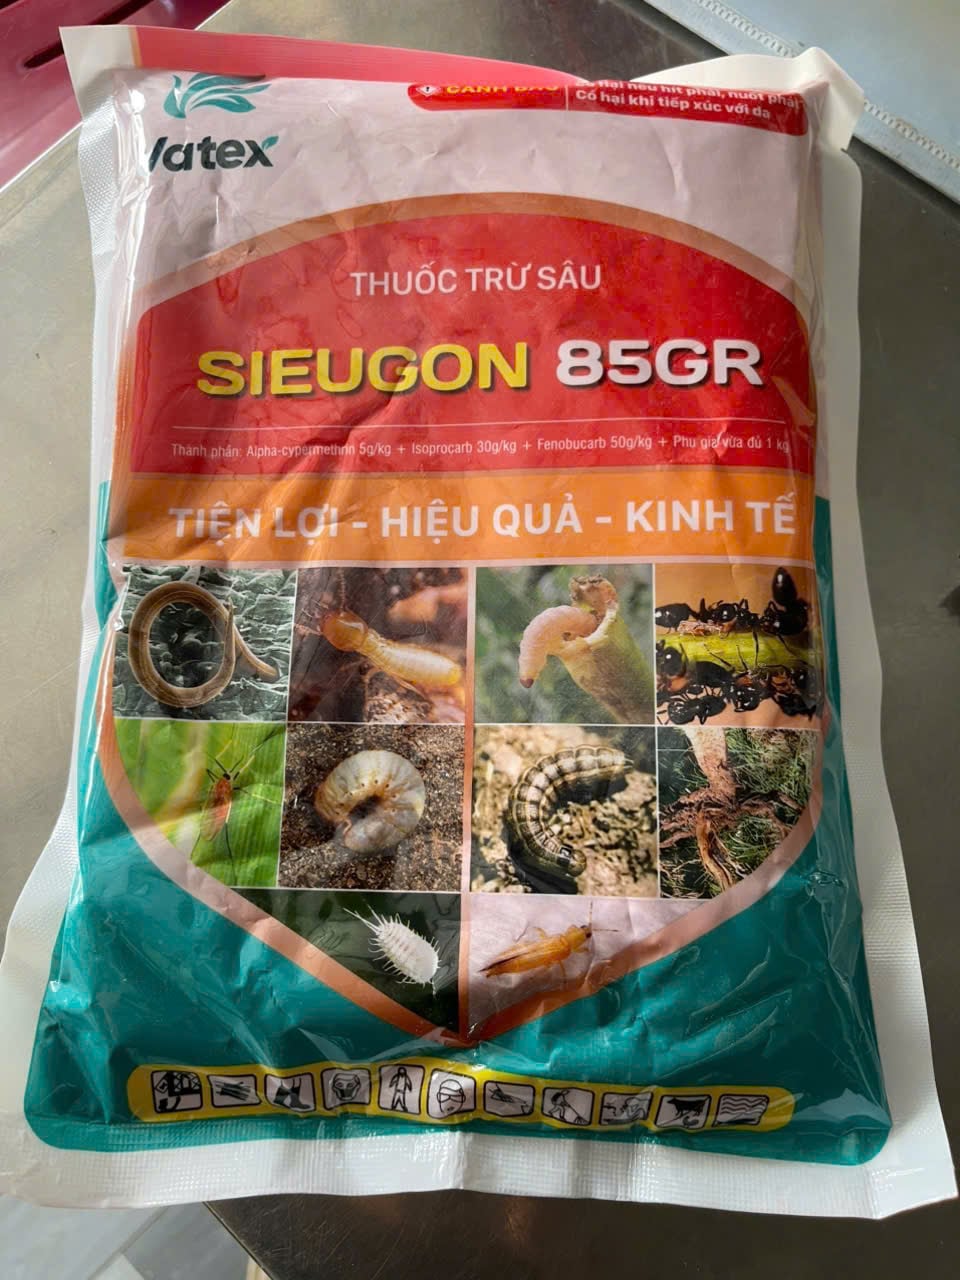 Vatex
CẢNH BÁO
Có hại nếu hít phải, nuốt phải
Có hại khi tiếp xúc với da
THUỐC TRỪ SÂU
SIEUGON 85GR
Thành phần: Alpha-cypermethrin 5g/kg + Isoprocarb 30g/kg + Fenobucarb 50g/kg + Phụ gia vừa đủ 1 kg
TIỆN LỢI - HIỆU QUẢ - KINH TẾ